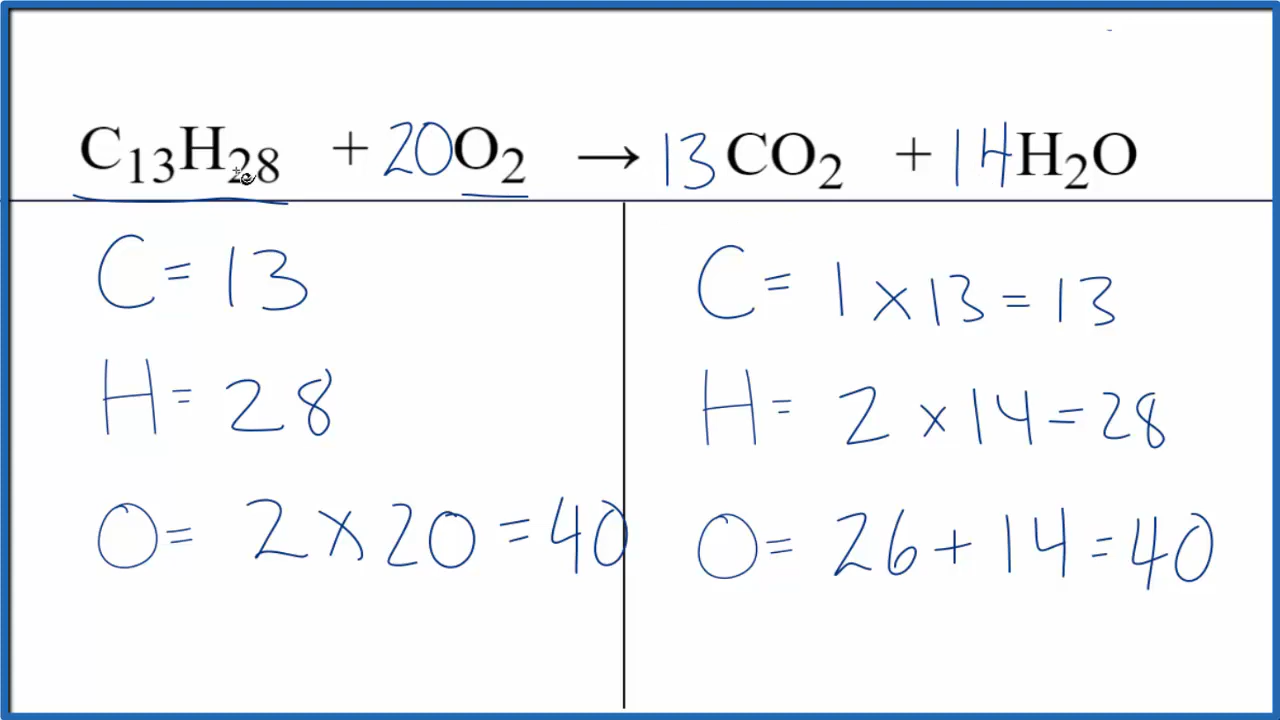 C₁₃H₂₈ + 20O₂ → 13CO₂ + 14H₂O
C = 13
H = 28
O = 2 × 20 = 40
C = 1 × 13 = 13
H = 2 × 14 = 28
O = 26 + 14 = 40